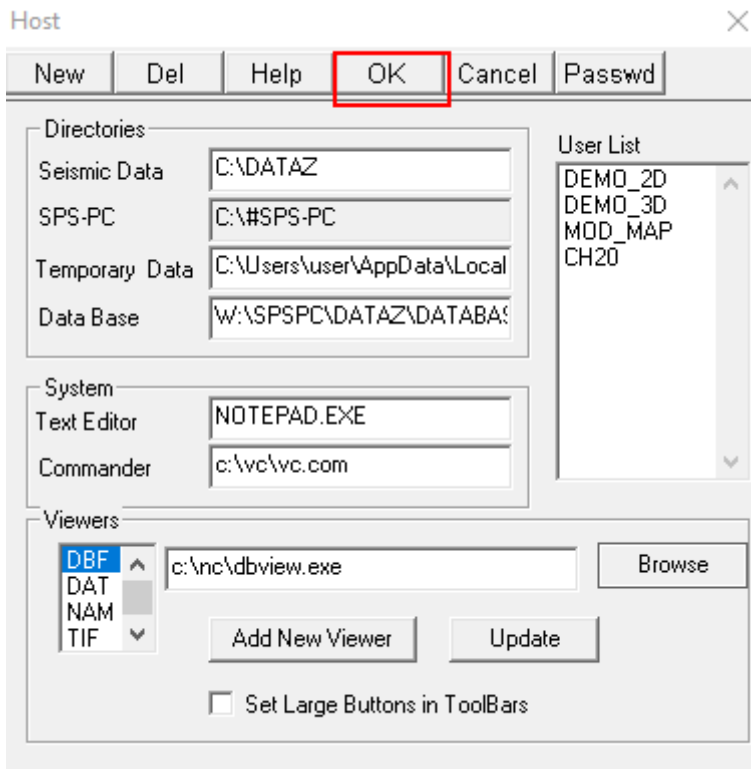 Host
New Del Help OK Cancel Passwd
Directories
Seismic Data C:\DATAZ
SPS-PC C:\#SPS-PC
Temporary Data C:\Users\user\AppData\Local
Data Base W:\SPSPC\DATAZ\DATABAS
User List
DEMO_2D
DEMO_3D
MOD_MAP
CH20
System
Text Editor NOTEPAD.EXE
Commander c:\vc\vc.com
Viewers
DBF
DAT
NAM
TIF
c:\nc\dbview.exe Browse
Add New Viewer Update
Set Large Buttons in ToolBars